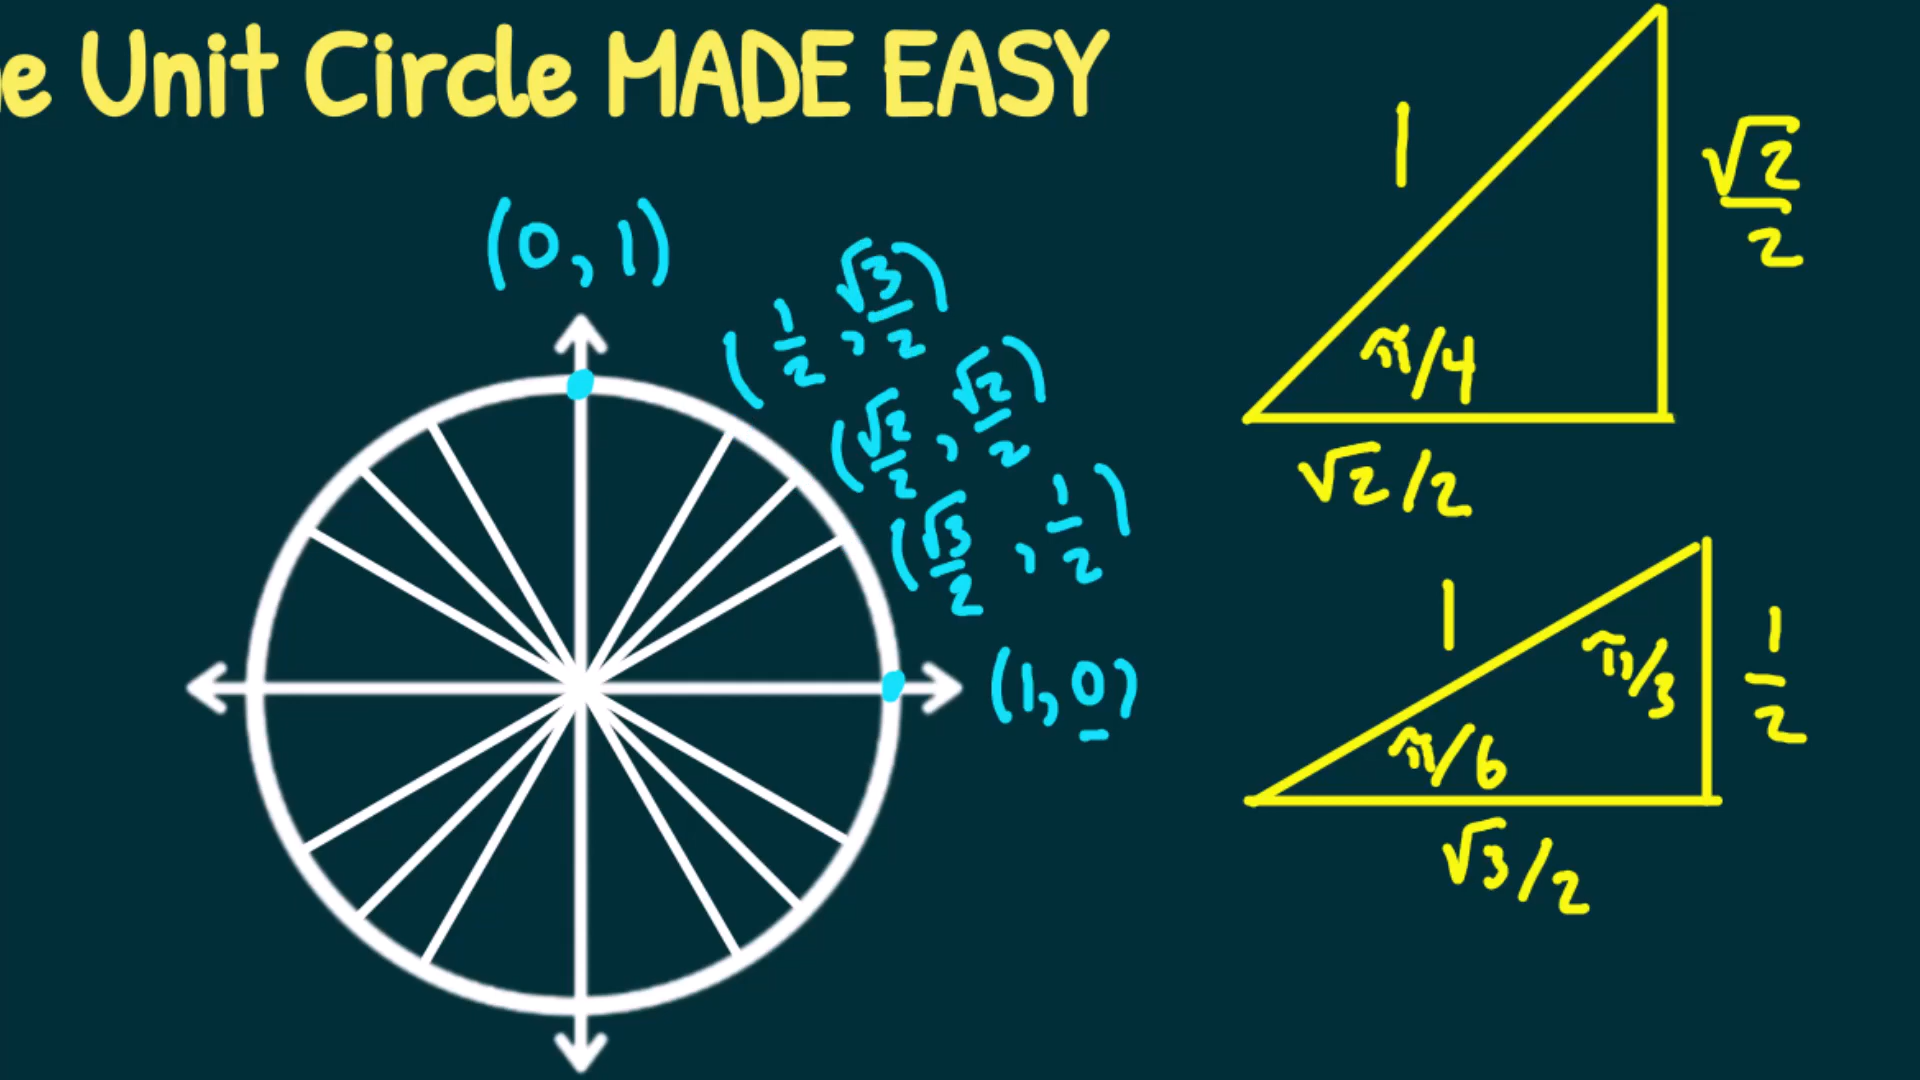 e Unit Circle MADE EASY
(0, 1)
(1/2, √3/2)
(√2/2, √2/2)
(√3/2, 1/2)
(1, 0)
1
√2/2
π/4
√2/2
1
π/3
1/2
π/6
√3/2